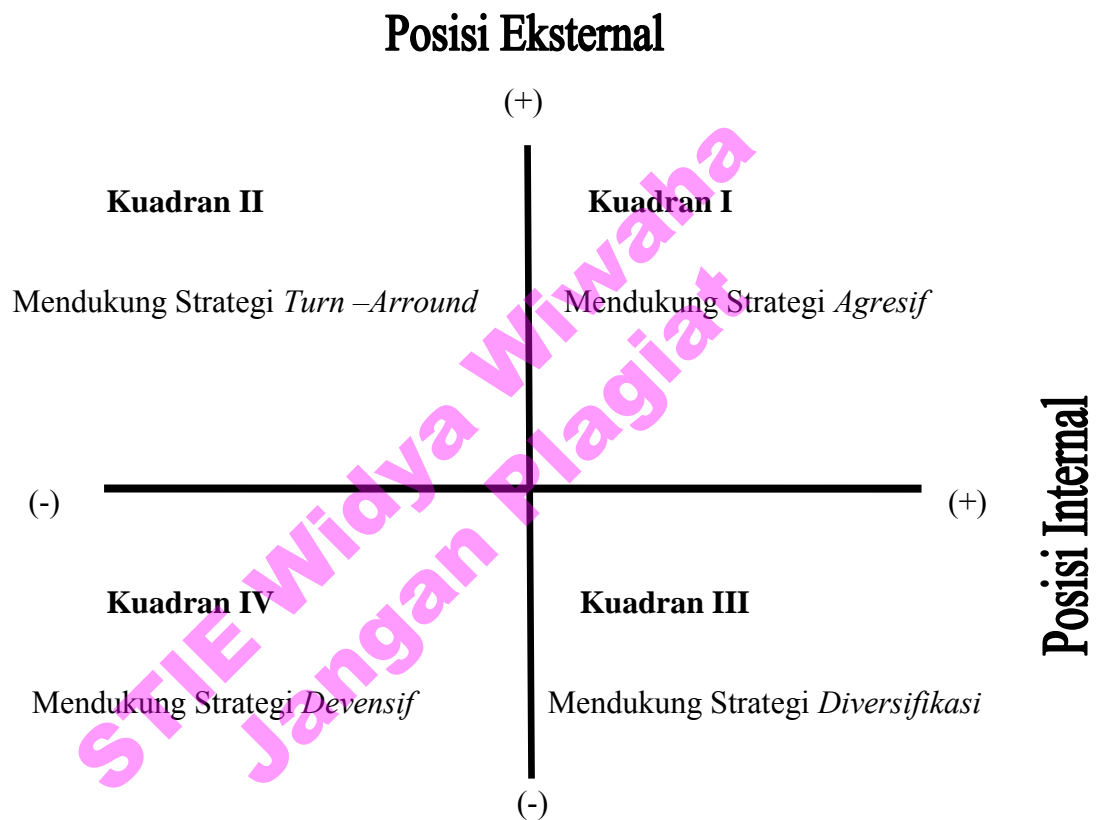 Posisi Eksternal
(+)
Kuadran II
Kuadran I
Mendukung Strategi Turn –Arround
Mendukung Strategi Agresif
(-)
(+)
Posisi Internal
Kuadran IV
Kuadran III
Mendukung Strategi Devensif
Mendukung Strategi Diversifikasi
(-)
STIE Widya Wiwaha
Jangan Plagiat